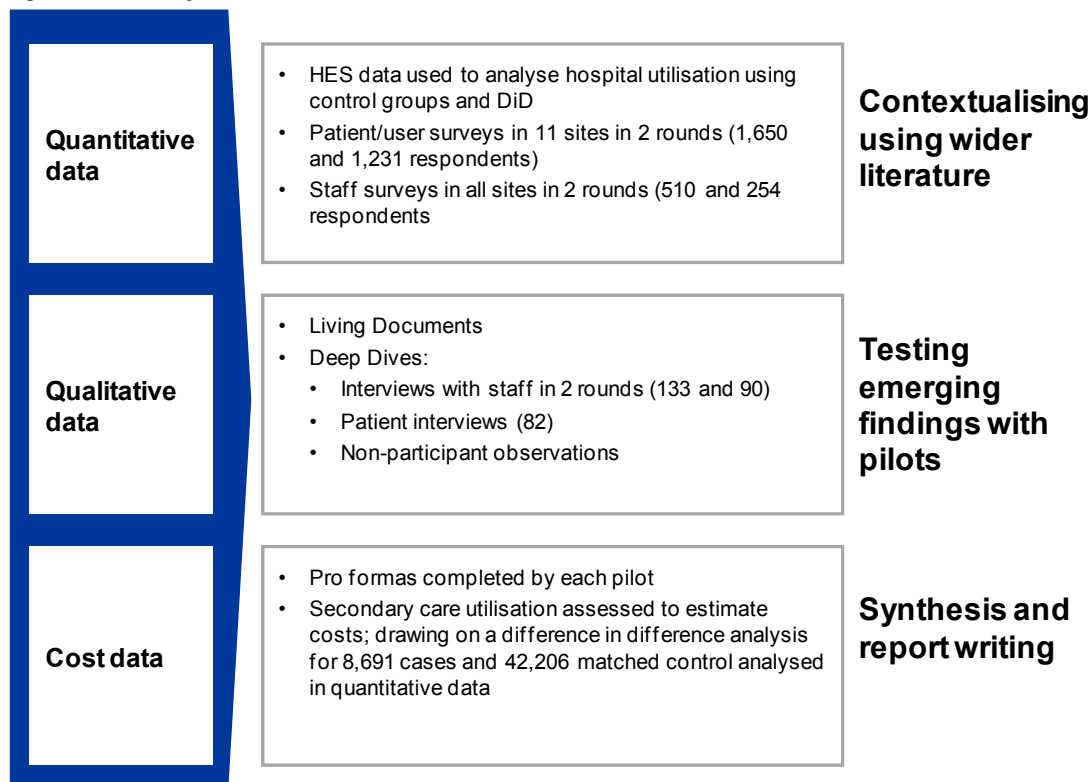 Quantitative
data
• HES data used to analyse hospital utilisation using
control groups and DiD
• Patient/user surveys in 11 sites in 2 rounds (1,650
and 1,231 respondents)
• Staff surveys in all sites in 2 rounds (510 and 254
respondents
Contextualising
using wider
literature
Qualitative
data
• Living Documents
• Deep Dives:
• Interviews with staff in 2 rounds (133 and 90)
• Patient interviews (82)
• Non-participant observations
Testing
emerging
findings with
pilots
Cost data
• Pro formas completed by each pilot
• Secondary care utilisation assessed to estimate
costs; drawing on a difference in difference analysis
for 8,691 cases and 42,206 matched control analysed
in quantitative data
Synthesis and
report writing